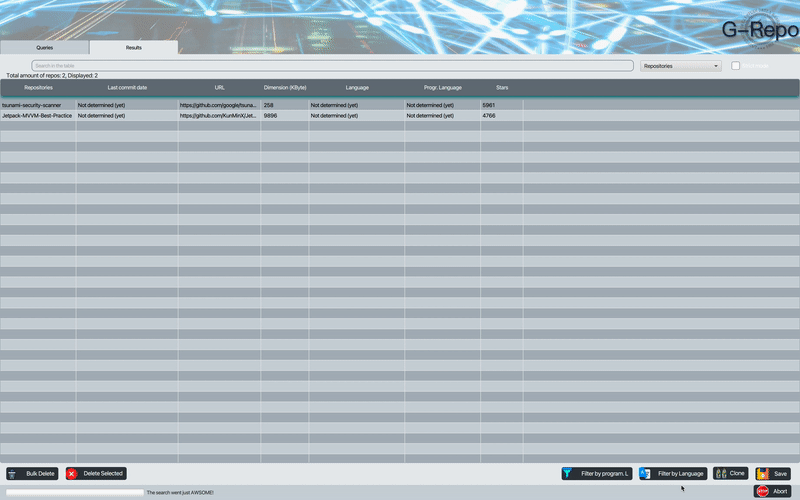 G-Repo
Queries
Results
Search in the table
Repositories
Total amount of repos: 2, Displayed: 2
Repositories Last commit date URL Dimension (KByte) Language Progr. Language Stars
tsunami-security-scanner Not determined (yet) https://github.com/google/tsuna... 258 Not determined (yet) Not determined (yet) 5961
Jetpack-MVVM-Best-Practice Not determined (yet) https://github.com/KunMinX/Jet... 9896 Not determined (yet) Not determined (yet) 4766
Bulk Delete
Delete Selected
Filter by program. L
Filter by Language
Clone
Save
The search went just AWSOME!
Abort